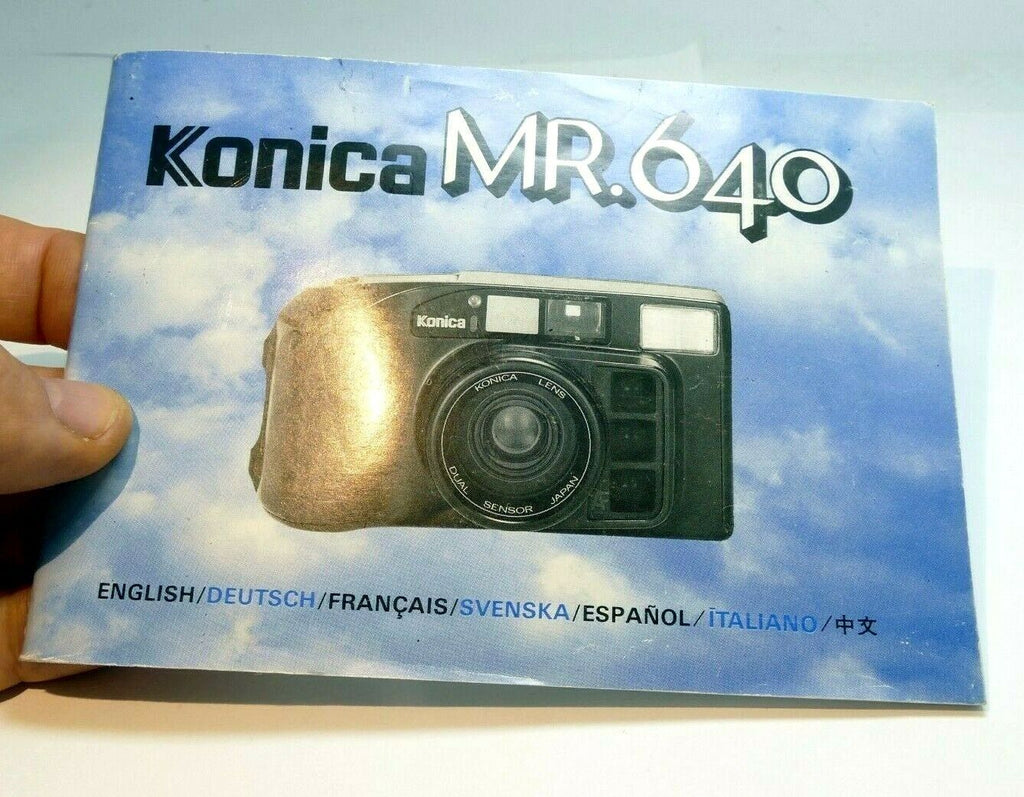 Konica MR.640
Konica
KONICA LENS
DUAL SENSOR JAPAN
ENGLISH/DEUTSCH/FRANÇAIS/SVENSKA/ESPAÑOL/ITALIANO/中文